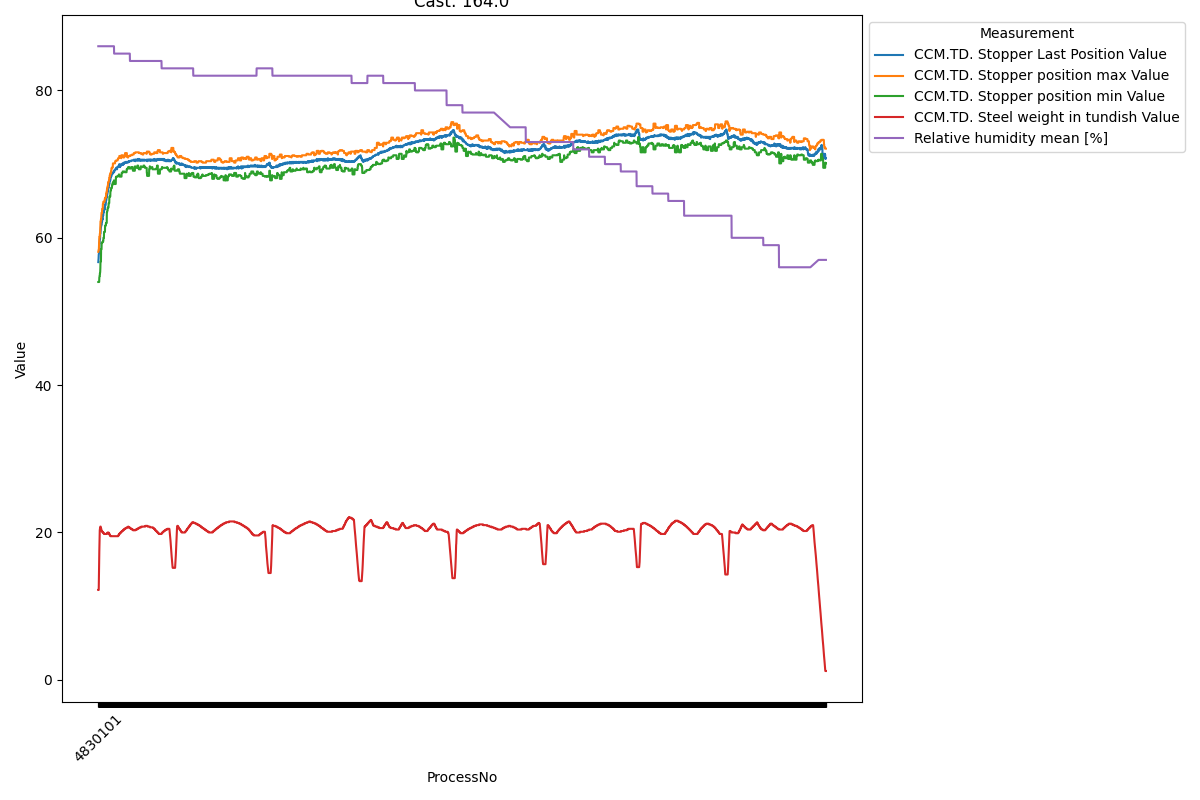 Cast: 164.0
Measurement
CCM.TD. Stopper Last Position Value
CCM.TD. Stopper position max Value
CCM.TD. Stopper position min Value
CCM.TD. Steel weight in tundish Value
Relative humidity mean [%]
80
60
40
20
0
Value
4830101
ProcessNo